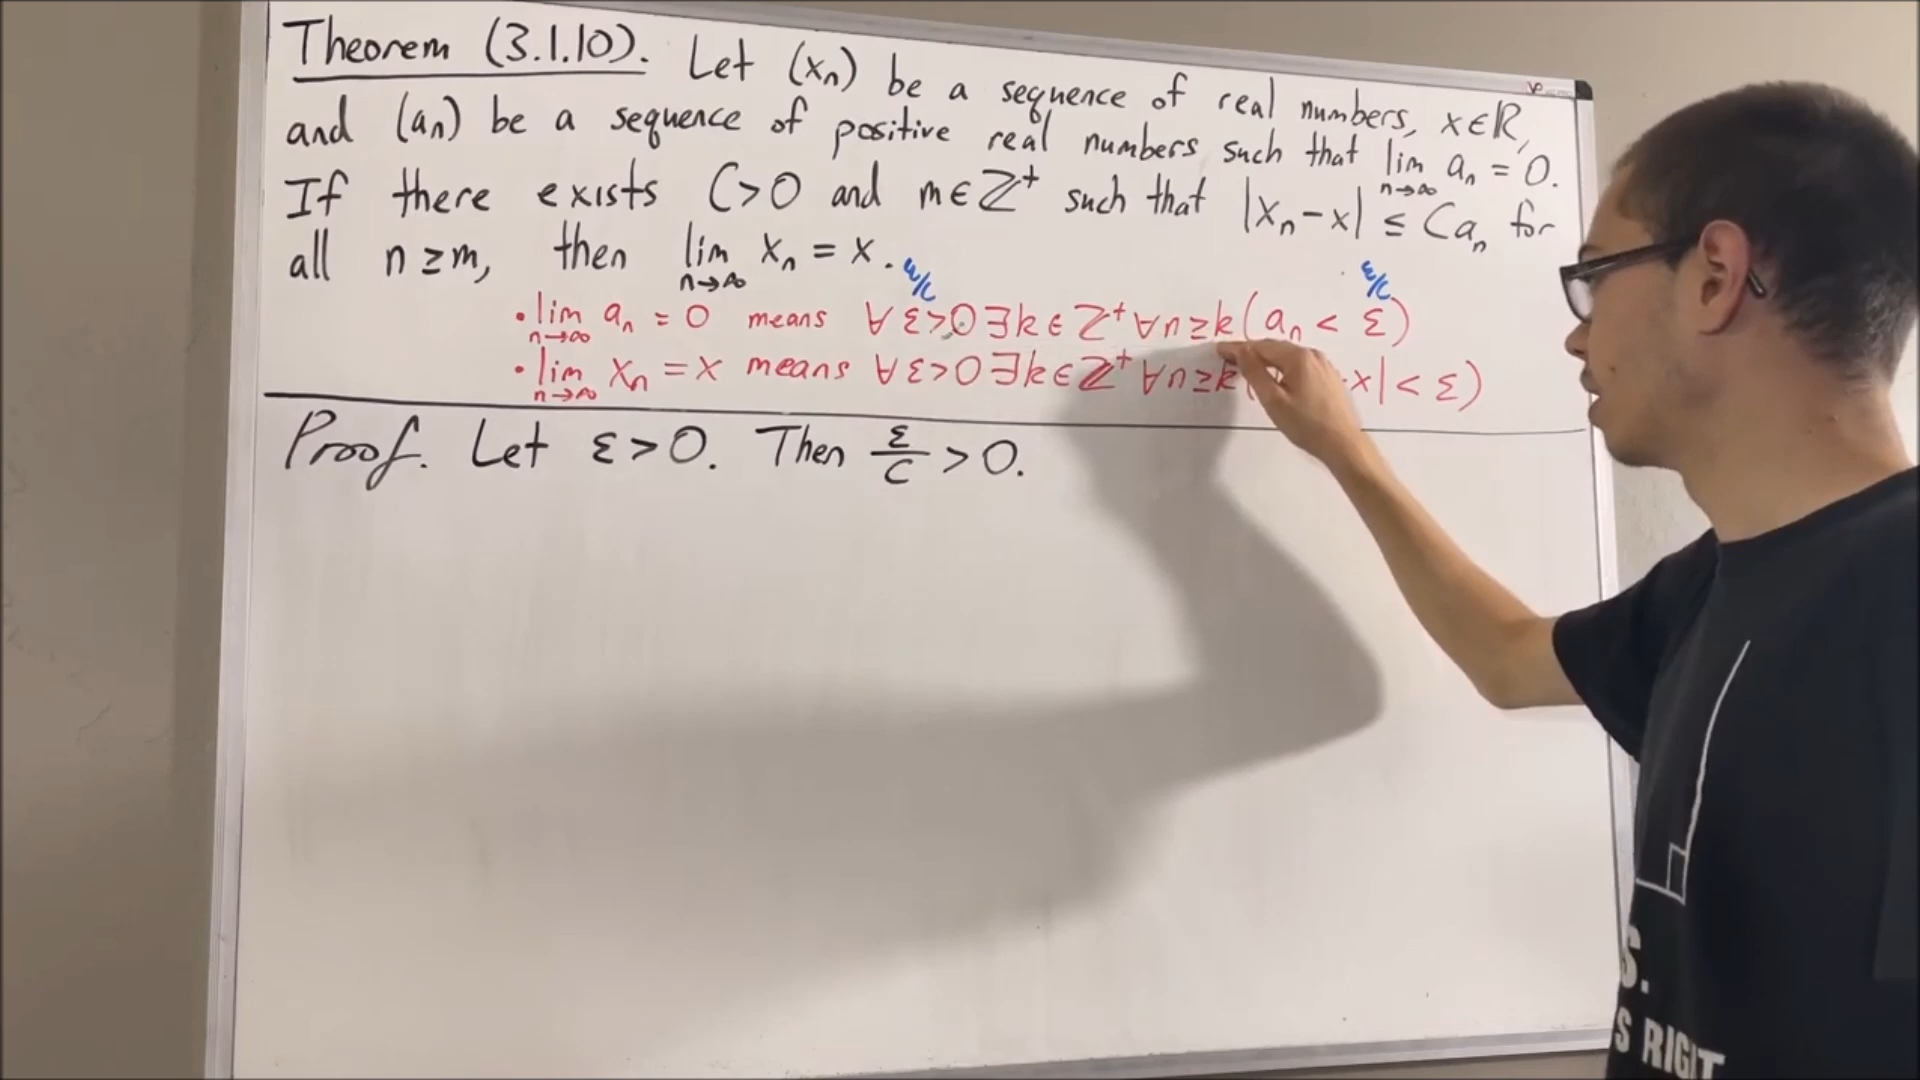 Theorem (3.1.10). Let (xₙ) be a sequence of real numbers, x∈ℝ,
and (aₙ) be a sequence of positive real numbers such that lim n→∞ aₙ = 0.
If there exists C>0 and m∈ℤ⁺ such that |xₙ-x| ≤ Caₙ for
all n≥m, then lim n→∞ xₙ = x.
ε/C ε/C
• lim n→∞ aₙ = 0 means ∀ε>0∃k∈ℤ⁺∀n≥k(aₙ < ε)
• lim n→∞ xₙ = x means ∀ε>0∃k∈ℤ⁺∀n≥k( -x|<ε)
Proof. Let ε>0. Then ε/C >0.
S.
S RIGHT